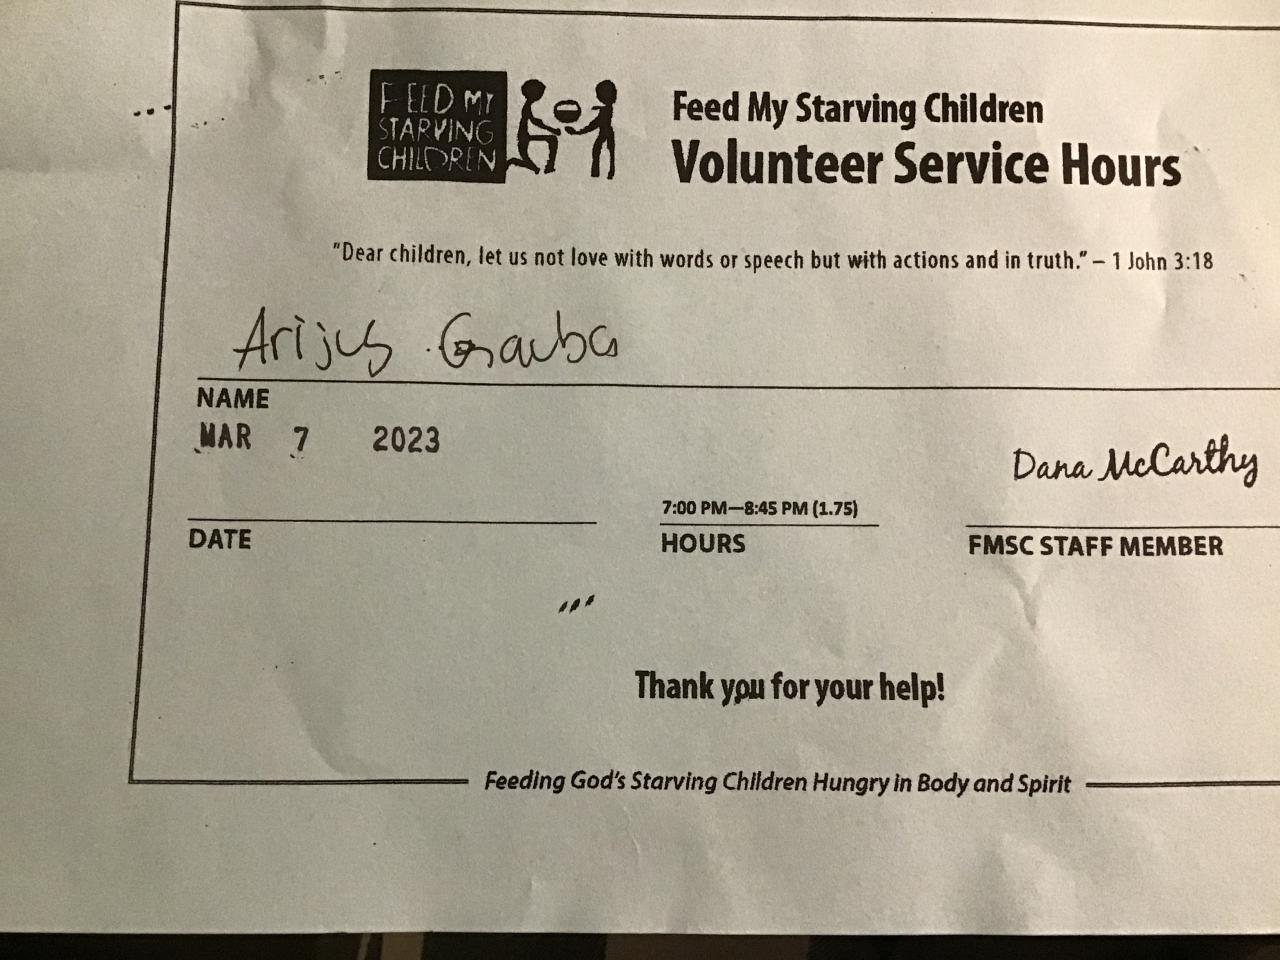 FEED MY
STARVING
CHILDREN
Feed My Starving Children
Volunteer Service Hours
"Dear children, let us not love with words or speech but with actions and in truth." – 1 John 3:18
Arijus Grauba
NAME
MAR 7 2023
Dana McCarthy
7:00 PM—8:45 PM (1.75)
DATE
HOURS
FMSC STAFF MEMBER
Thank you for your help!
Feeding God's Starving Children Hungry in Body and Spirit